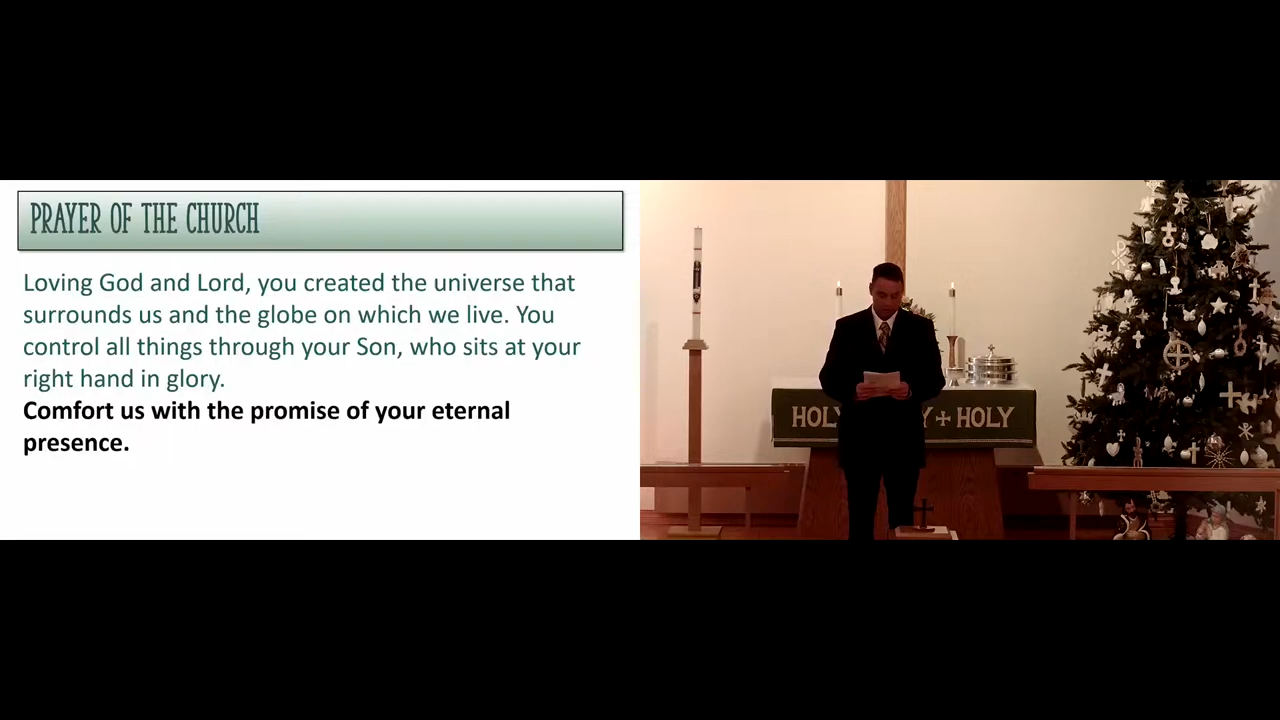 PRAYER OF THE CHURCH
Loving God and Lord, you created the universe that
surrounds us and the globe on which we live. You
control all things through your Son, who sits at your
right hand in glory.
Comfort us with the promise of your eternal
presence.
HOLY HOLY